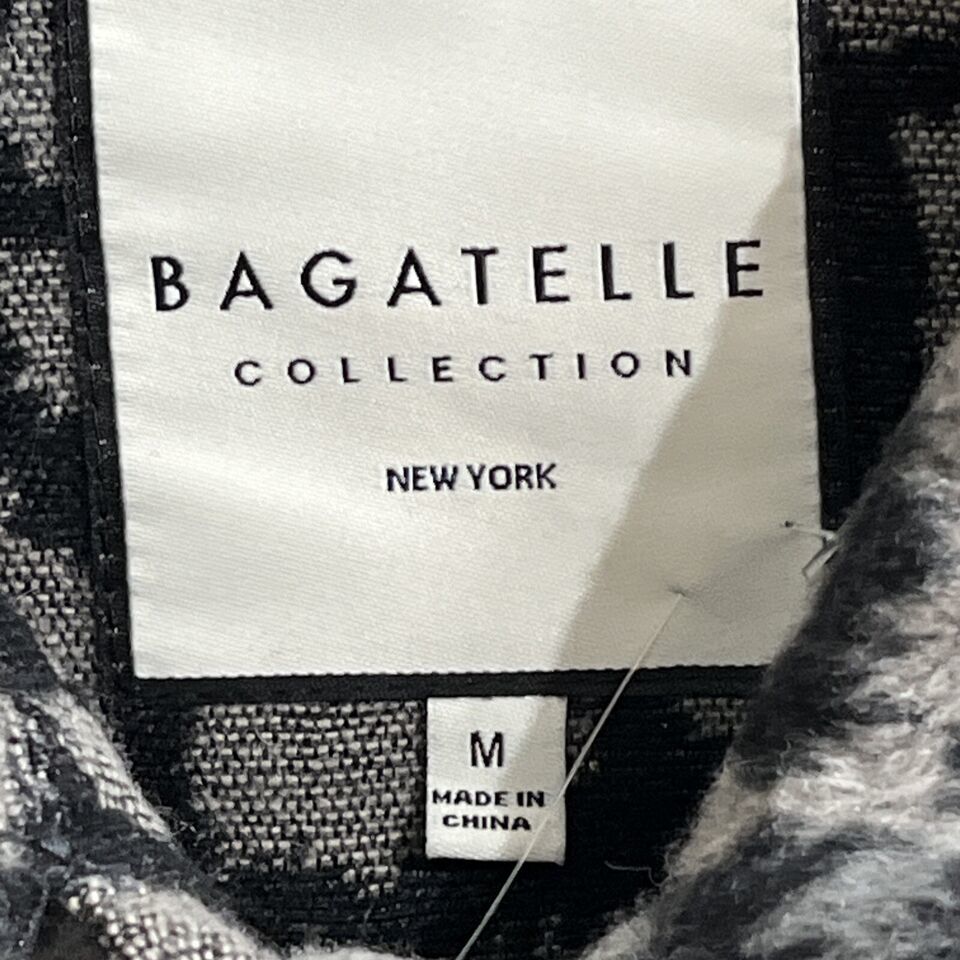 BAGATELLE
COLLECTION
NEW YORK
M
MADE IN
CHINA